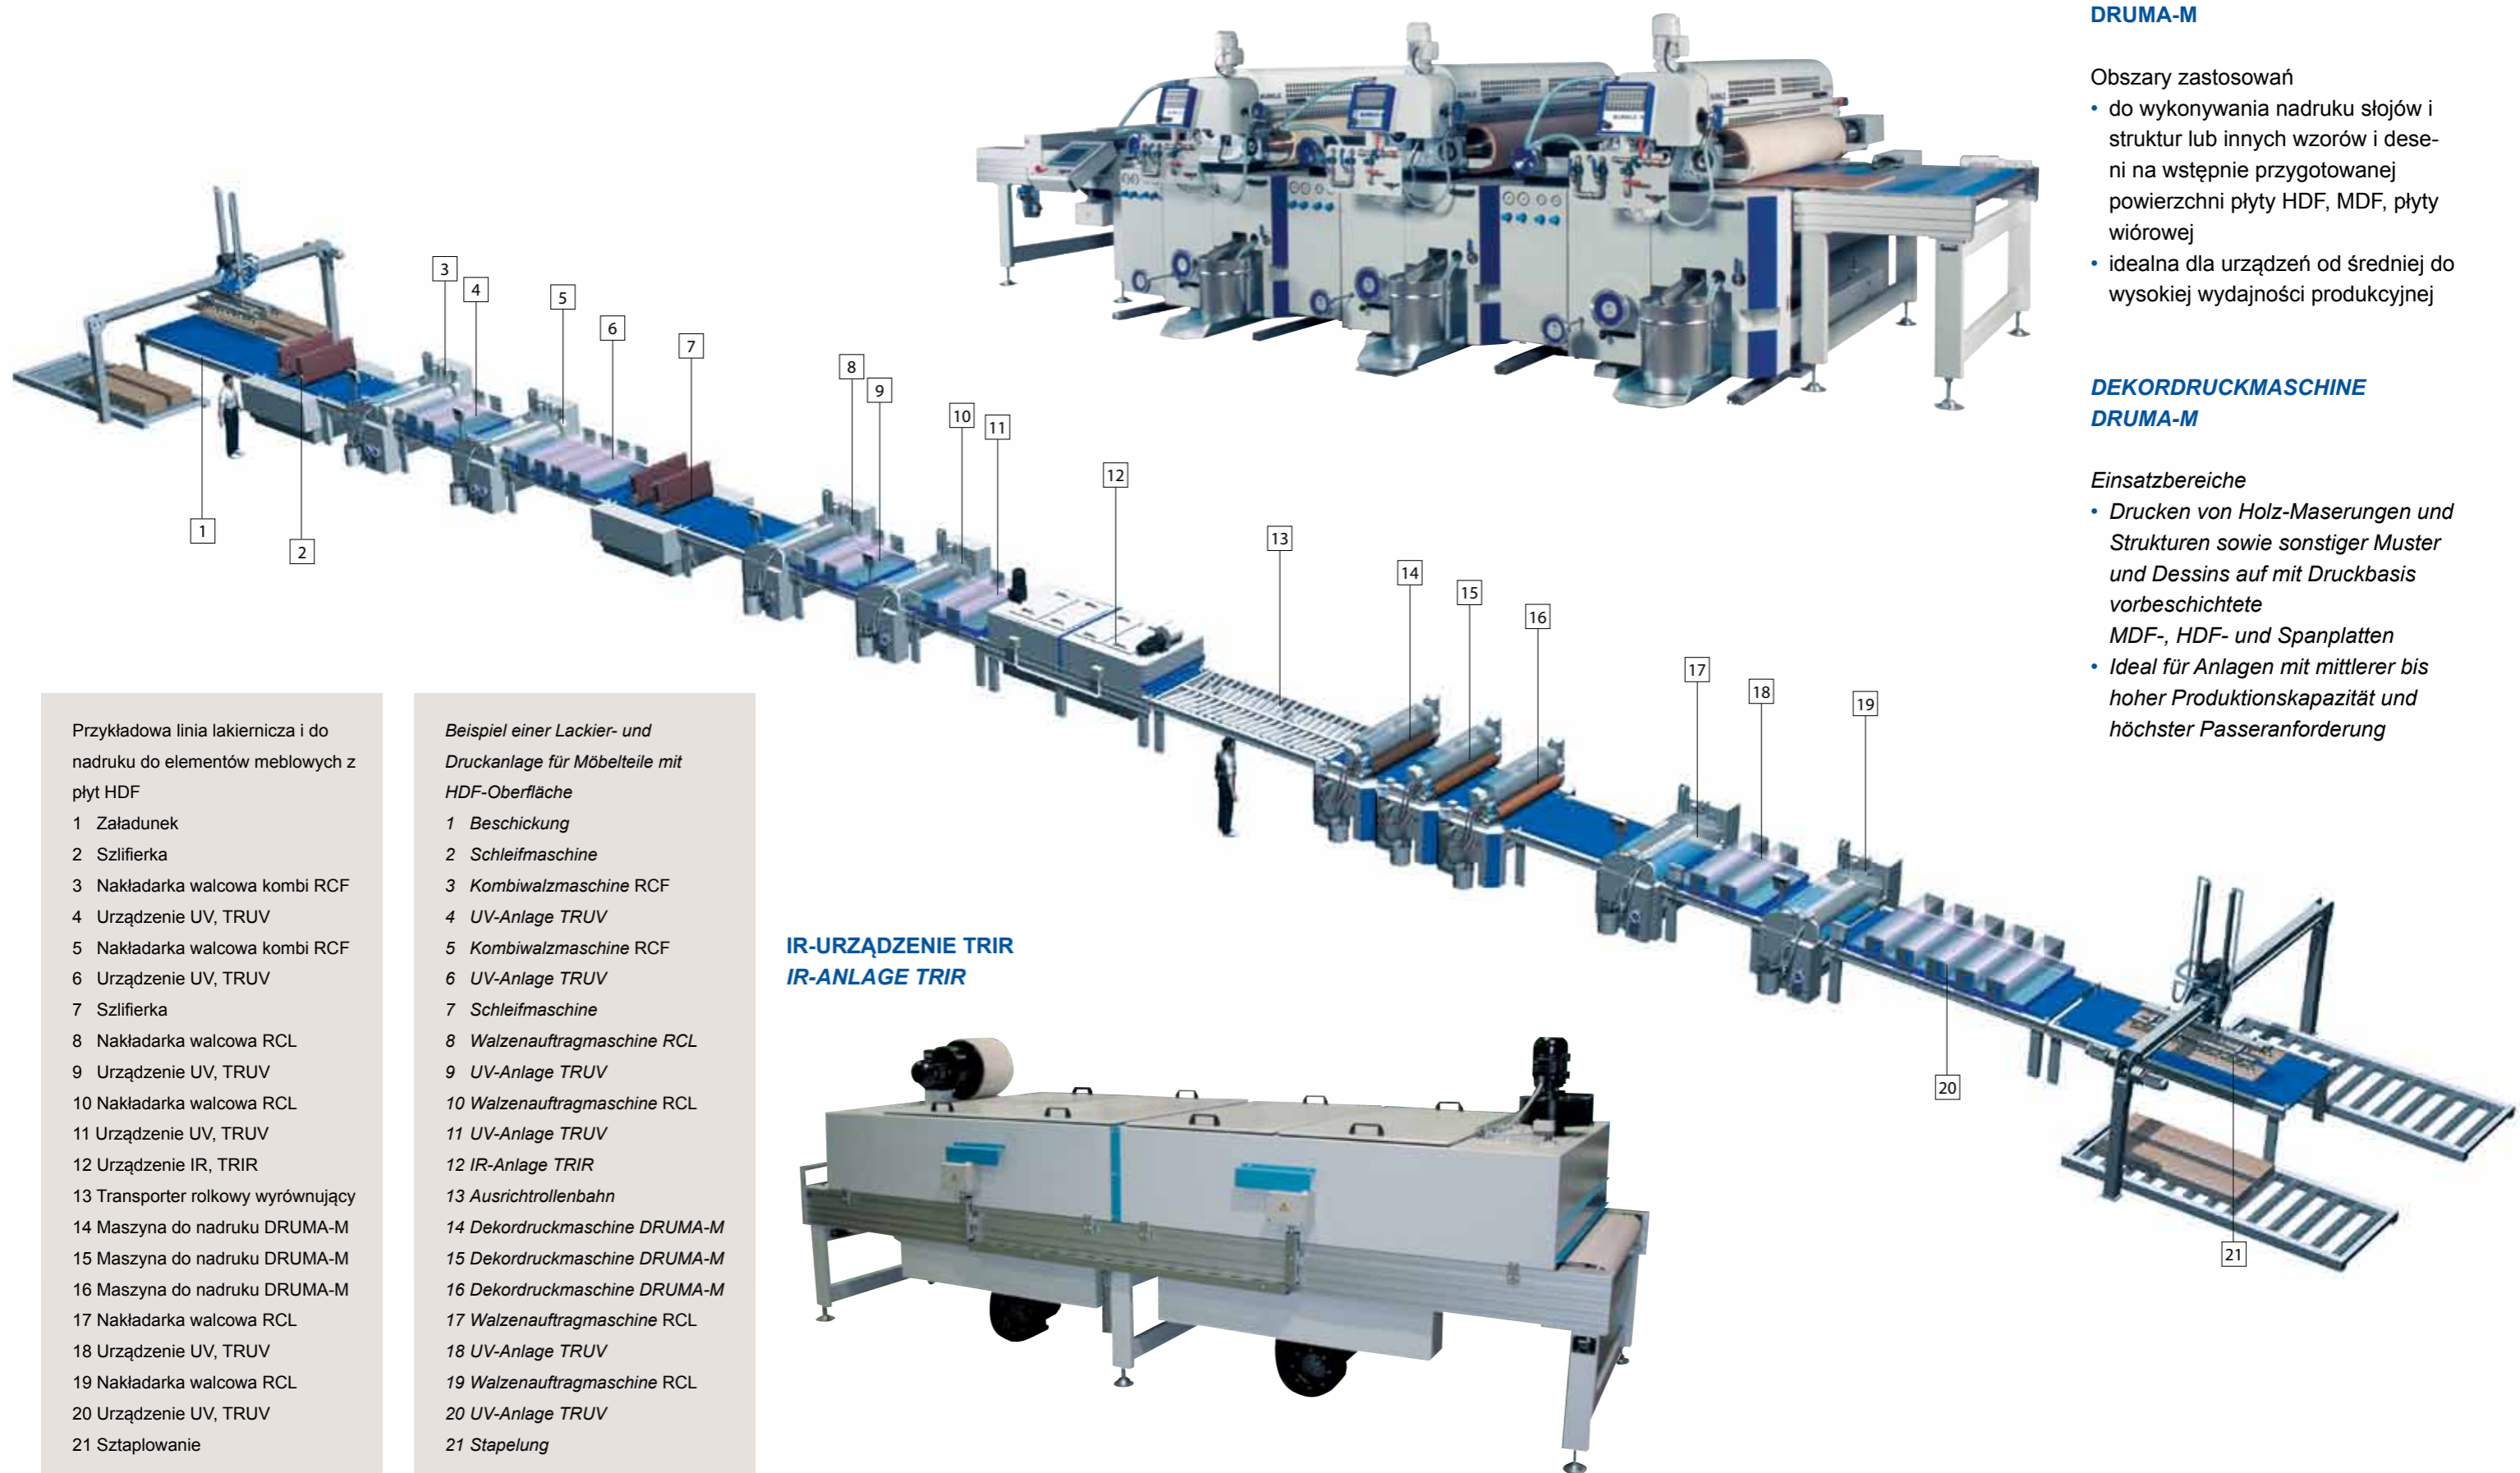 DRUMA-M
Obszary zastosowań
• do wykonywania nadruku słojów i
struktur lub innych wzorów i dese-
ni na wstępnie przygotowanej
powierzchni płyty HDF, MDF, płyty
wiórowej
• idealna dla urządzeń od średniej do
wysokiej wydajności produkcyjnej
DEKORDRUCKMASCHINE
DRUMA-M
Einsatzbereiche
• Drucken von Holz-Maserungen und
Strukturen sowie sonstiger Muster
und Dessins auf mit Druckbasis
vorbeschichtete
MDF-, HDF- und Spanplatten
• Ideal für Anlagen mit mittlerer bis
hoher Produktionskapazität und
höchster Passeranforderung
1
2
3
4
5
6
7
8
9
10
11
12
13
14
15
16
17
18
19
20
21
Przykładowa linia lakiernicza i do
nadruku do elementów meblowych z
płyt HDF
1 Załadunek
2 Szlifierka
3 Nakładarka walcowa kombi RCF
4 Urządzenie UV, TRUV
5 Nakładarka walcowa kombi RCF
6 Urządzenie UV, TRUV
7 Szlifierka
8 Nakładarka walcowa RCL
9 Urządzenie UV, TRUV
10 Nakładarka walcowa RCL
11 Urządzenie UV, TRUV
12 Urządzenie IR, TRIR
13 Transporter rolkowy wyrównujący
14 Maszyna do nadruku DRUMA-M
15 Maszyna do nadruku DRUMA-M
16 Maszyna do nadruku DRUMA-M
17 Nakładarka walcowa RCL
18 Urządzenie UV, TRUV
19 Nakładarka walcowa RCL
20 Urządzenie UV, TRUV
21 Sztaplowanie
Beispiel einer Lackier- und
Druckanlage für Möbelteile mit
HDF-Oberfläche
1 Beschickung
2 Schleifmaschine
3 Kombiwalzmaschine RCF
4 UV-Anlage TRUV
5 Kombiwalzmaschine RCF
6 UV-Anlage TRUV
7 Schleifmaschine
8 Walzenauftragmaschine RCL
9 UV-Anlage TRUV
10 Walzenauftragmaschine RCL
11 UV-Anlage TRUV
12 IR-Anlage TRIR
13 Ausrichtrollenbahn
14 Dekordruckmaschine DRUMA-M
15 Dekordruckmaschine DRUMA-M
16 Dekordruckmaschine DRUMA-M
17 Walzenauftragmaschine RCL
18 UV-Anlage TRUV
19 Walzenauftragmaschine RCL
20 UV-Anlage TRUV
21 Stapelung
IR-URZĄDZENIE TRIR
IR-ANLAGE TRIR